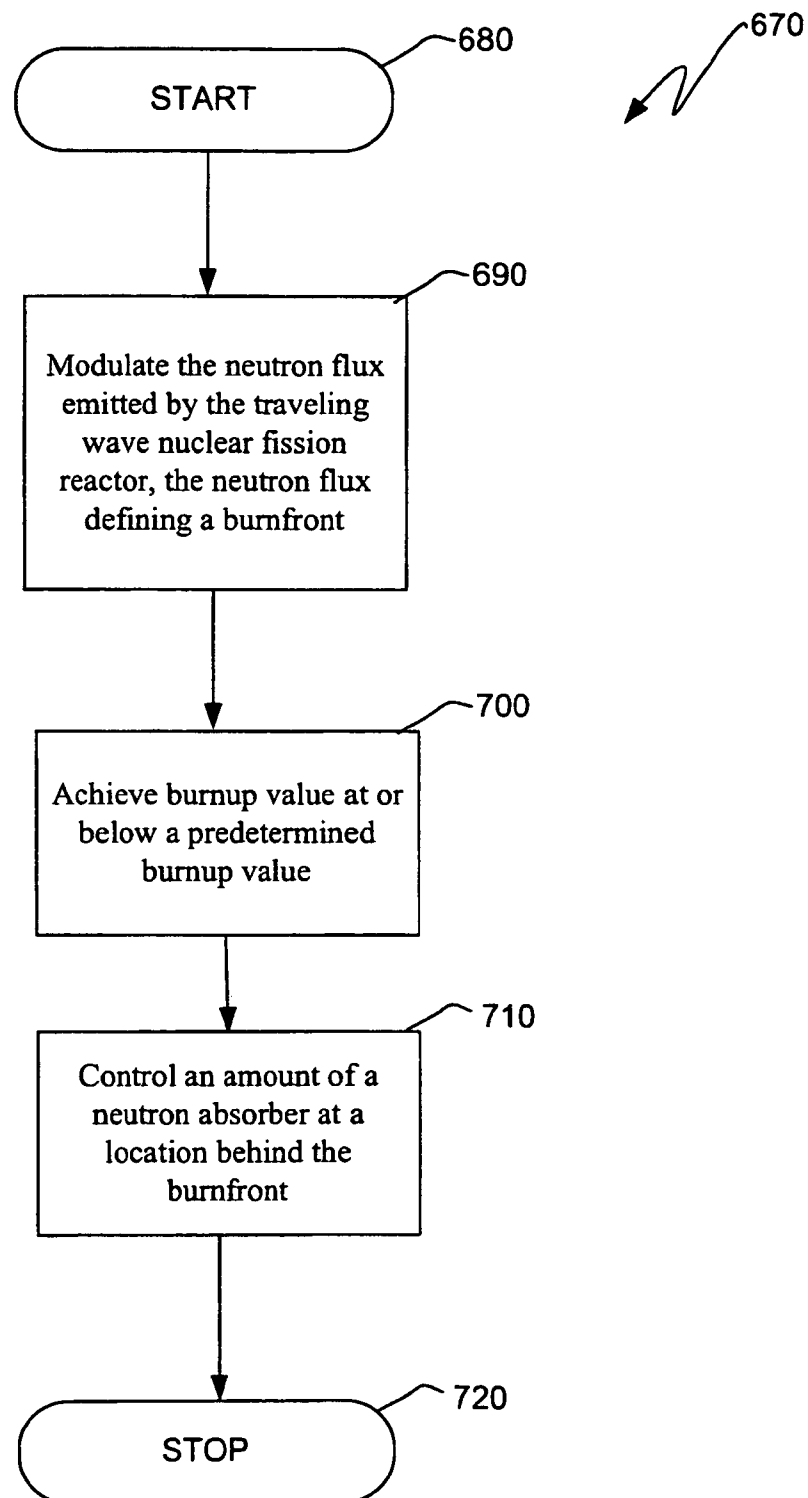 670
680
START
690
Modulate the neutron flux
emitted by the traveling
wave nuclear fission
reactor, the neutron flux
defining a burnfront
700
Achieve burnup value at or
below a predetermined
burnup value
710
Control an amount of a
neutron absorber at a
location behind the
burnfront
720
STOP